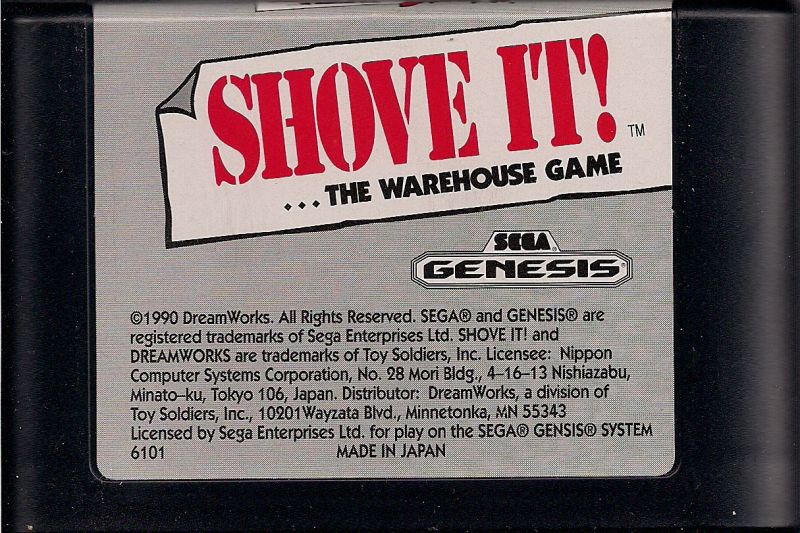 SHOVE IT! ™
...THE WAREHOUSE GAME
SEGA
GENESIS®
©1990 DreamWorks. All Rights Reserved. SEGA® and GENESIS® are
registered trademarks of Sega Enterprises Ltd. SHOVE IT! and
DREAMWORKS are trademarks of Toy Soldiers, Inc. Licensee: Nippon
Computer Systems Corporation, No. 28 Mori Bldg., 4-16-13 Nishiazabu,
Minato-ku, Tokyo 106, Japan. Distributor: DreamWorks, a division of
Toy Soldiers, Inc., 10201Wayzata Blvd., Minnetonka, MN 55343
Licensed by Sega Enterprises Ltd. for play on the SEGA® GENSIS® SYSTEM
6101 MADE IN JAPAN